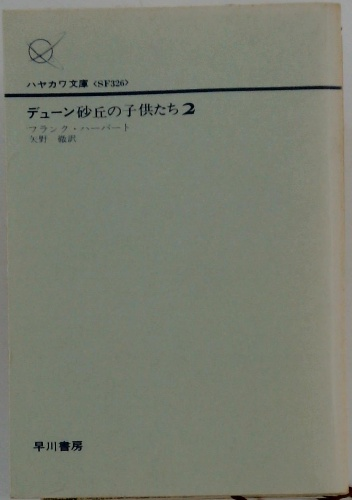 ハヤカワ文庫〈SF326〉
デューン砂丘の子供たち2
フランク・ハーバート
矢野 徹訳
早川書房